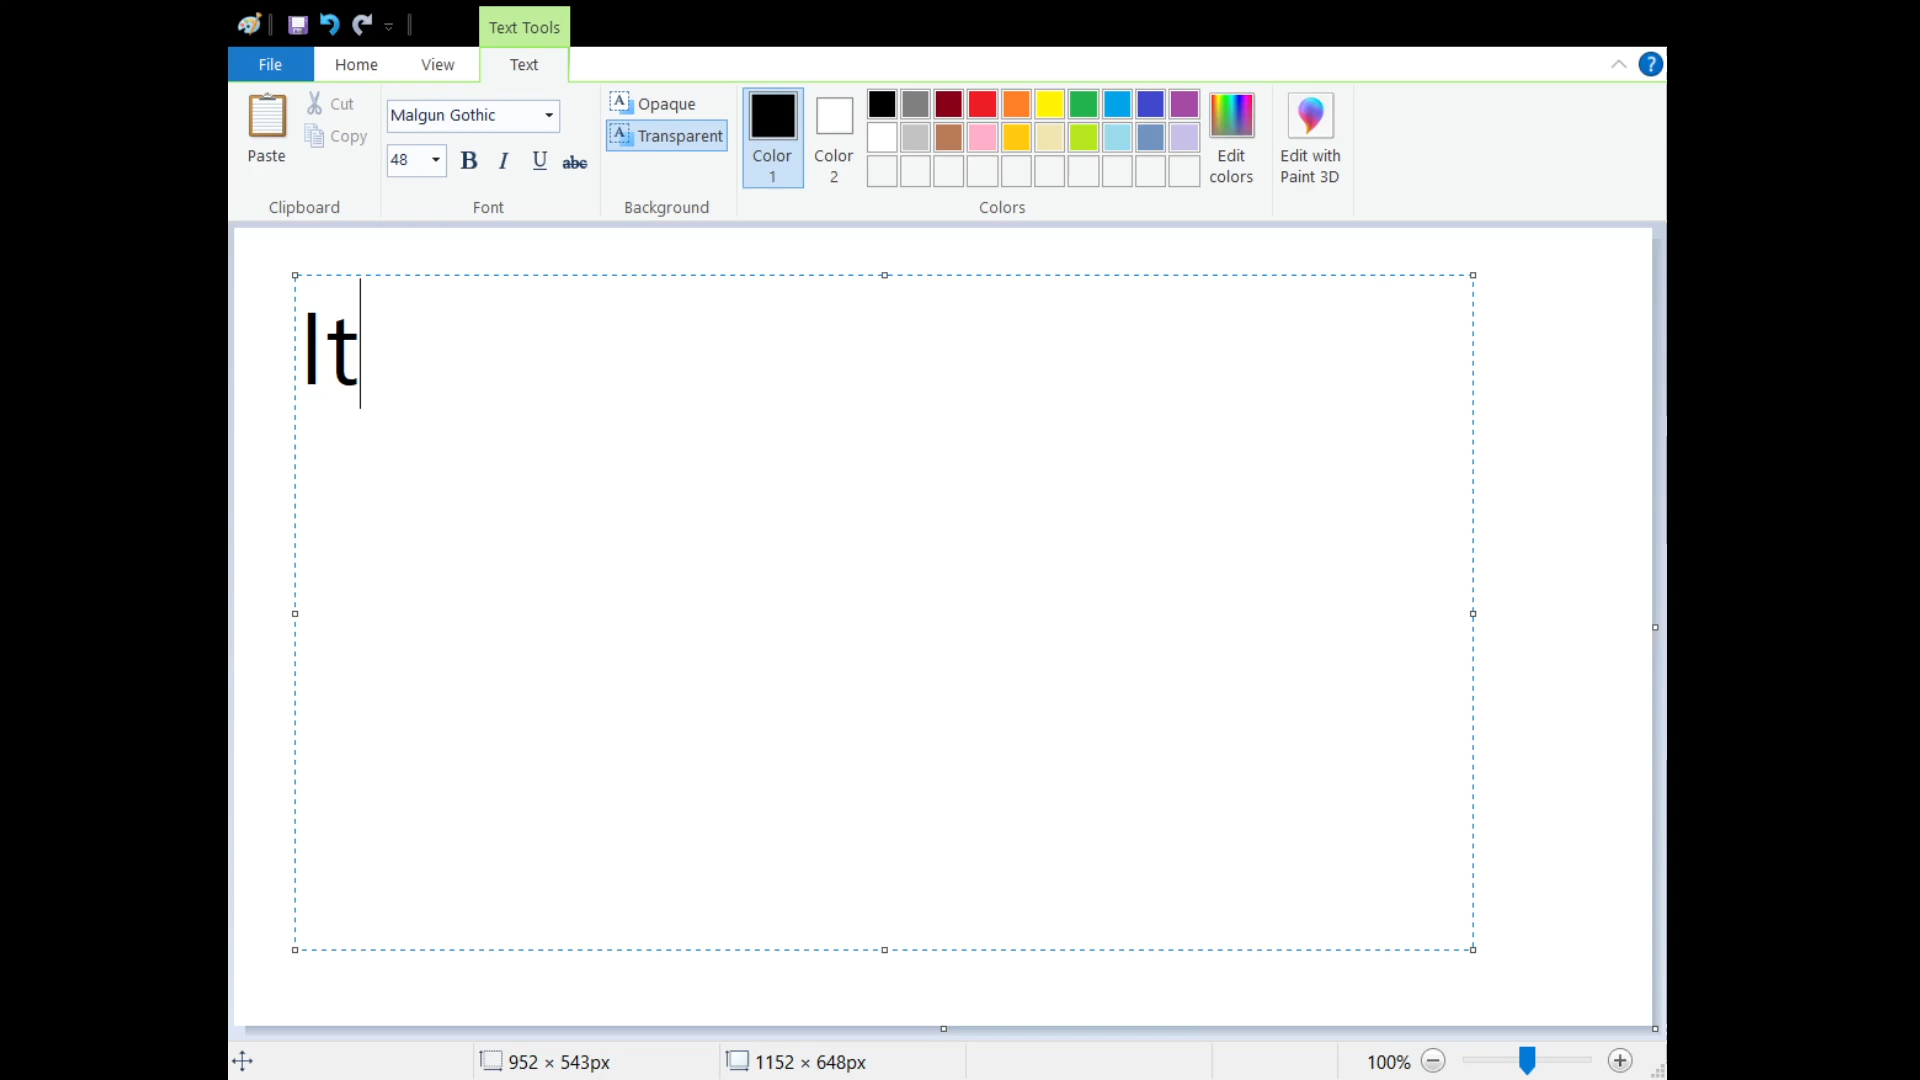 Text Tools
File Home View Text ?
Paste Cut Copy Clipboard
Malgun Gothic
48 B I U abc
Font
A Opaque
A Transparent
Background
Color 1
Color 2
Edit colors
Colors
Edit with Paint 3D
It
952 × 543px 1152 × 648px 100%